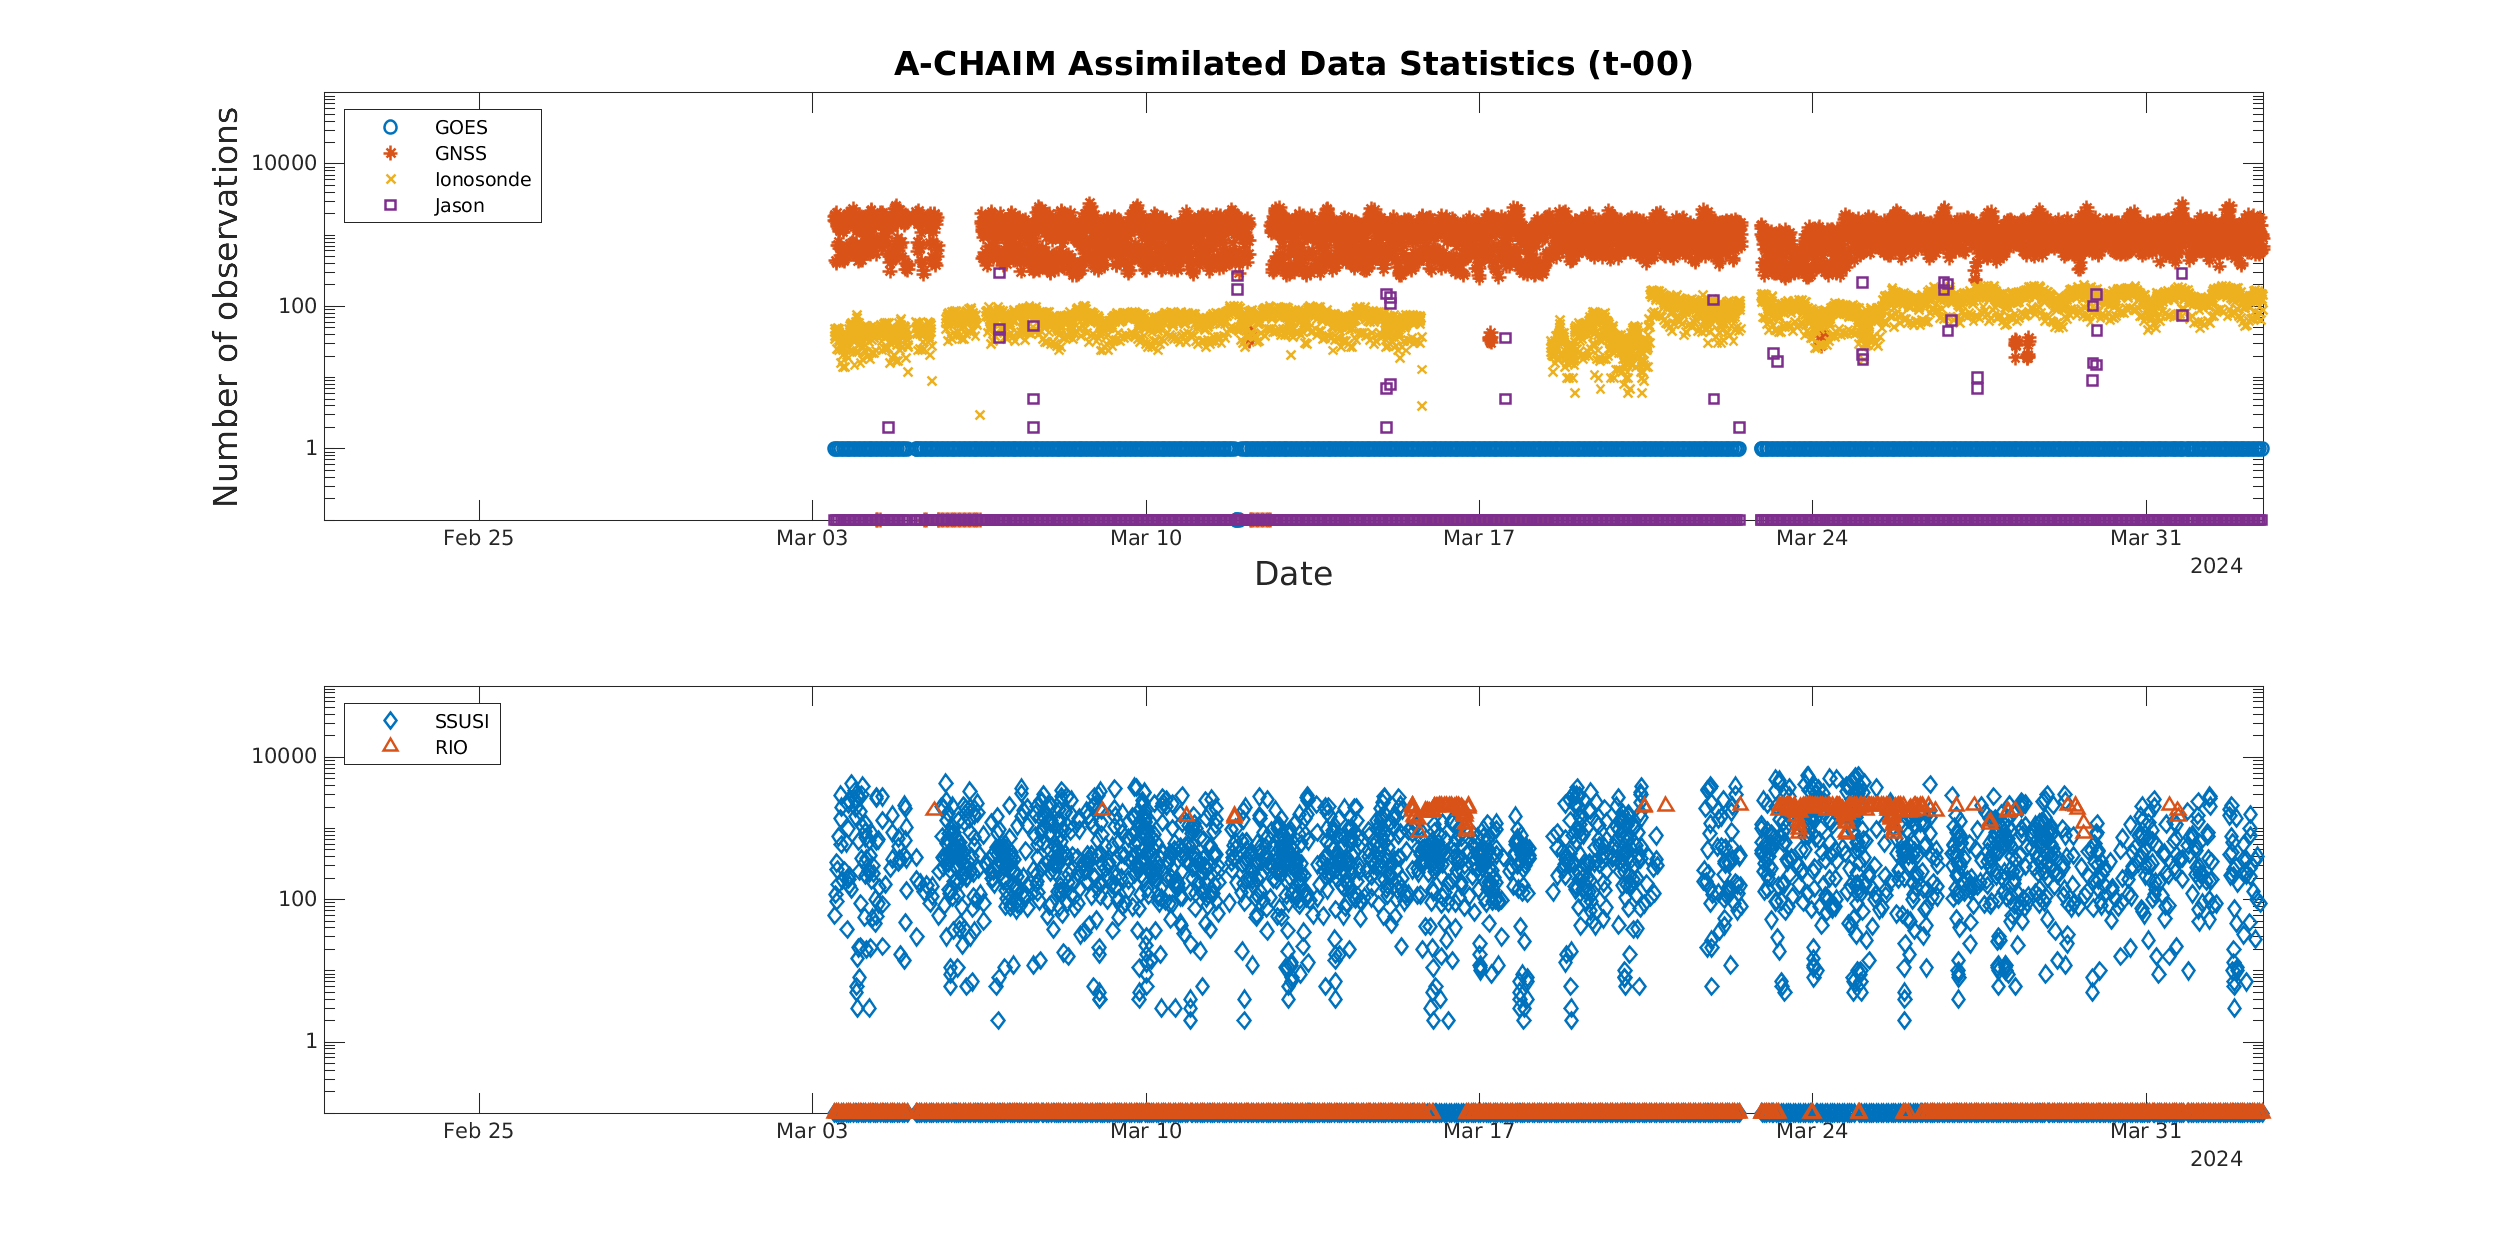 A-CHAIM Assimilated Data Statistics (t-00)
Number of observations
10000
100
1
GOES
GNSS
Ionosonde
Jason
Feb 25
Mar 03
Mar 10
Mar 17
Mar 24
Mar 31
2024
Date
10000
100
1
SSUSI
RIO
Feb 25
Mar 03
Mar 10
Mar 17
Mar 24
Mar 31
2024